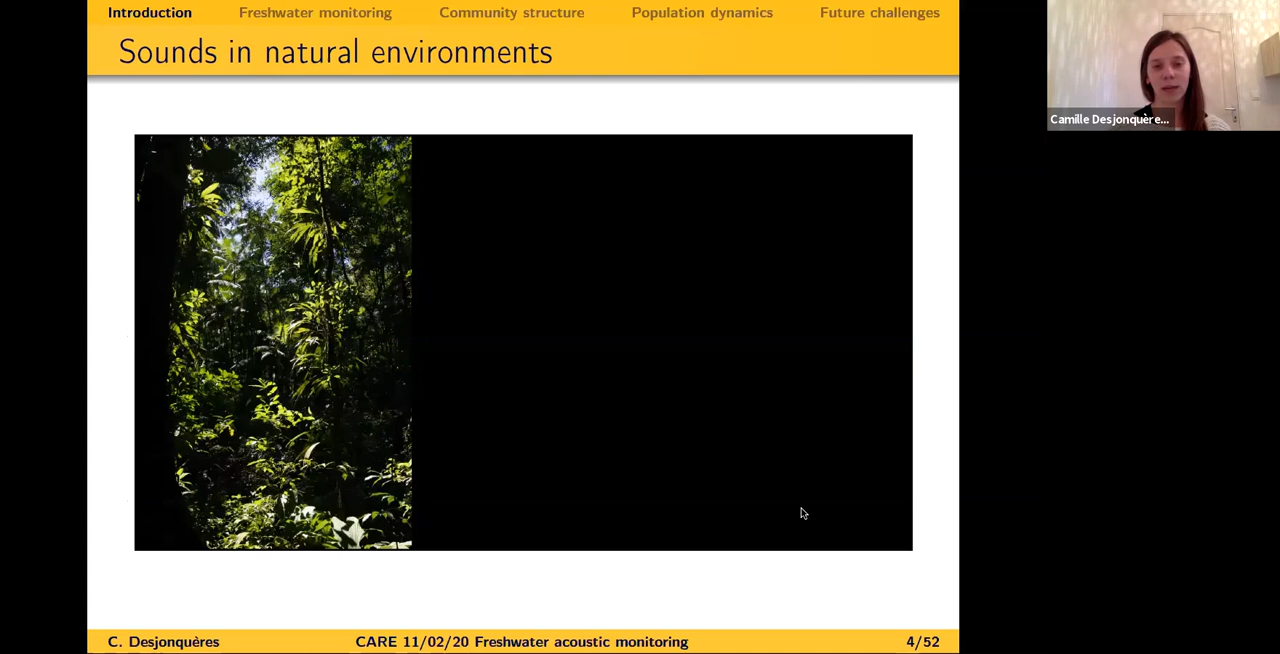 Introduction Freshwater monitoring Community structure Population dynamics Future challenges
Sounds in natural environments
Camille Desjonquère...
C. Desjonquères CARE 11/02/20 Freshwater acoustic monitoring 4/52